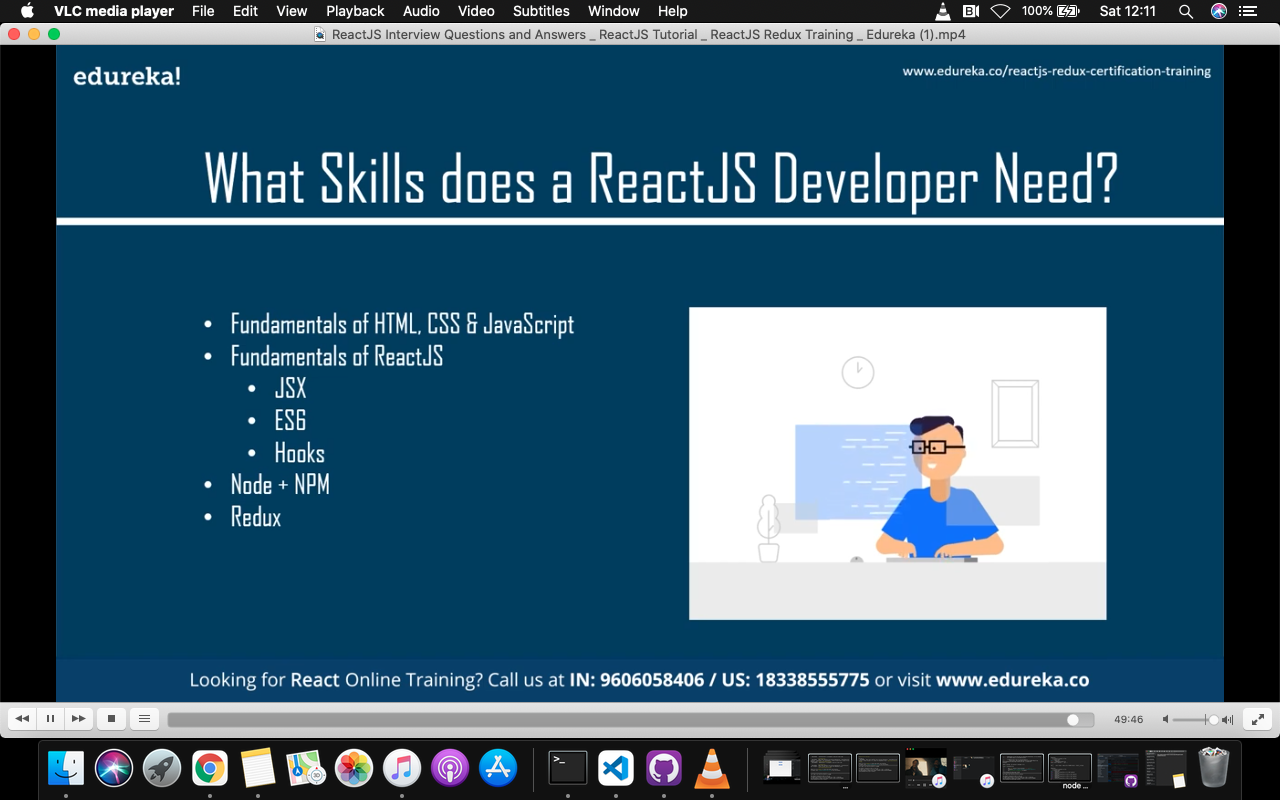 VLC media player File Edit View Playback Audio Video Subtitles Window Help 100% Sat 12:11
ReactJS Interview Questions and Answers _ ReactJS Tutorial _ ReactJS Redux Training _ Edureka (1).mp4
edureka!
www.edureka.co/reactjs-redux-certification-training
What Skills does a ReactJS Developer Need?
• Fundamentals of HTML, CSS & JavaScript
• Fundamentals of ReactJS
• JSX
• ES6
• Hooks
• Node + NPM
• Redux
Looking for React Online Training? Call us at IN: 9606058406 / US: 18338555775 or visit www.edureka.co
49:46
>_
3D
node ...